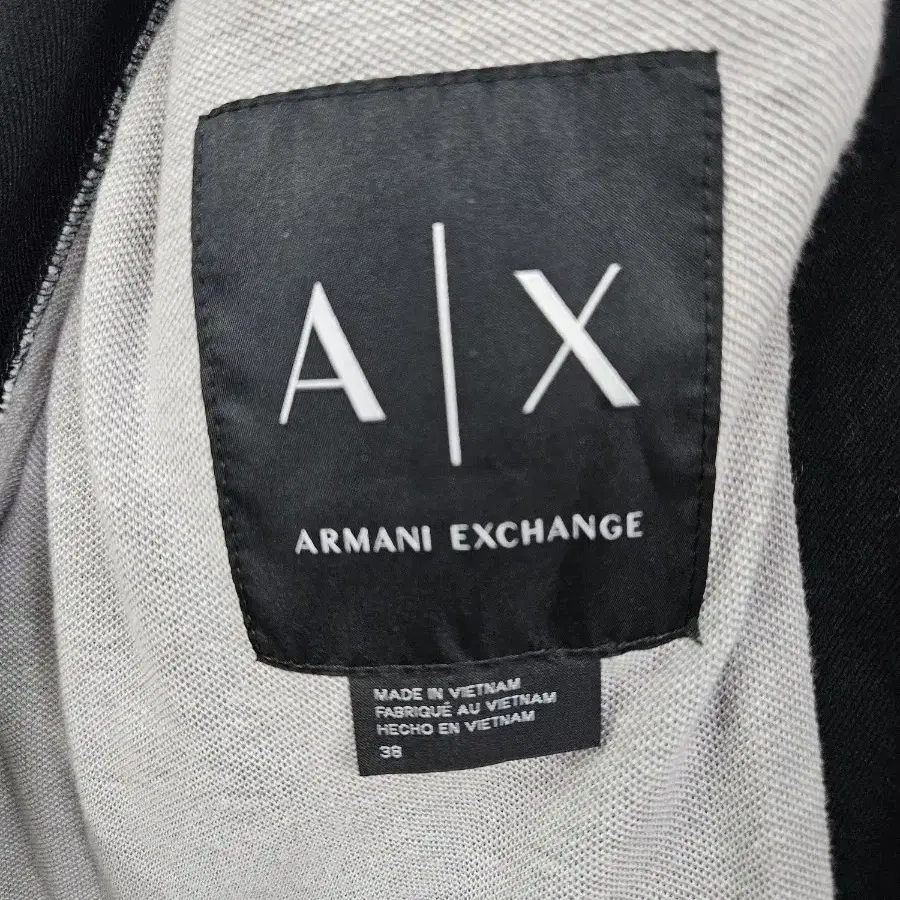 A|X
ARMANI EXCHANGE
MADE IN VIETNAM
FABRIQUÉ AU VIETNAM
HECHO EN VIETNAM
38